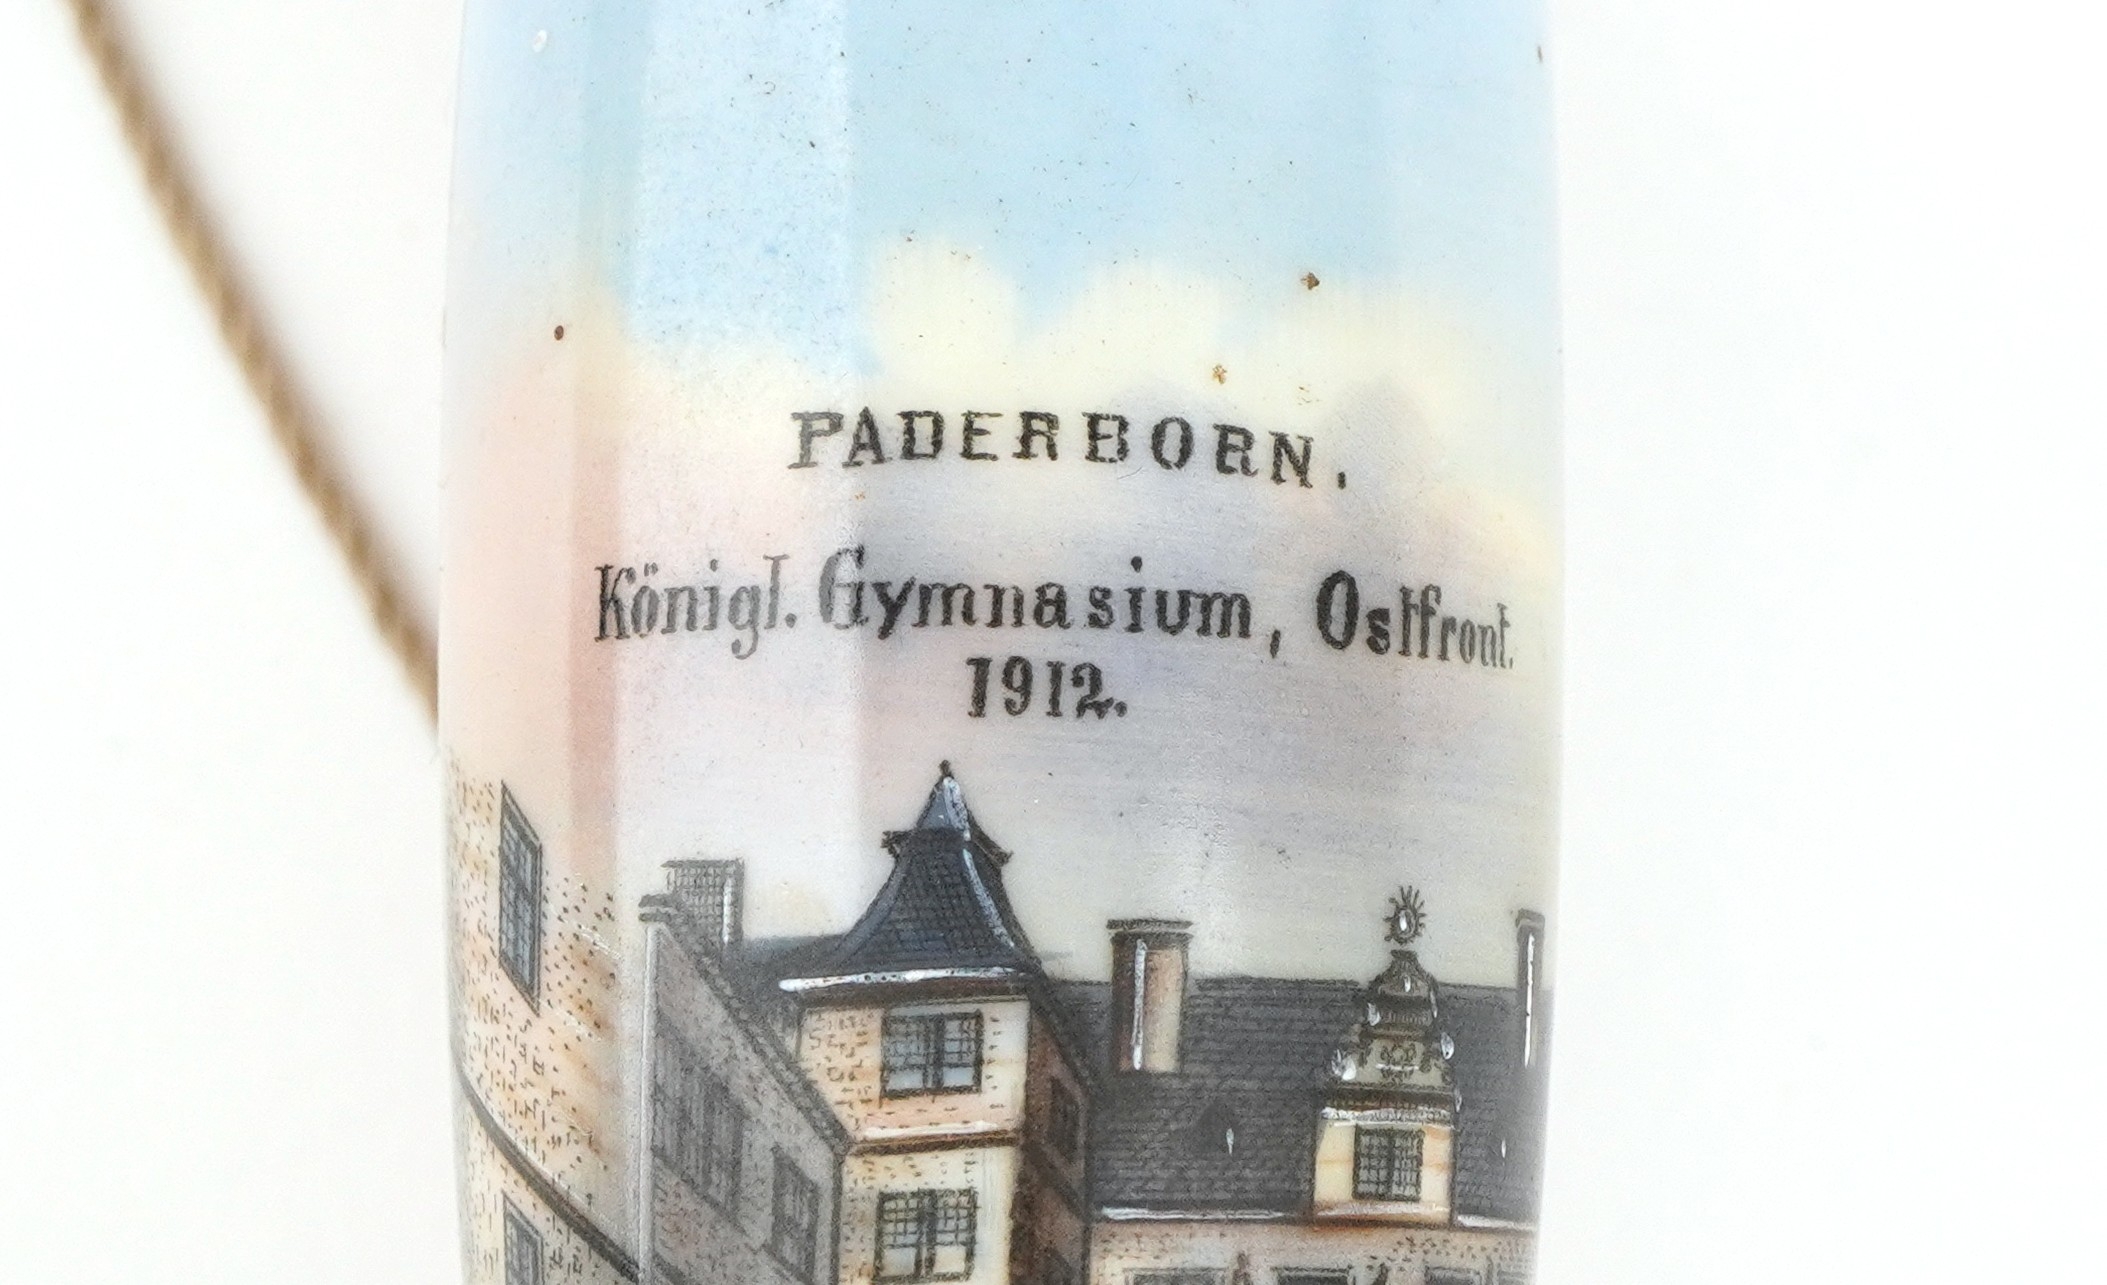 PADERBORN.
Königl. Gymnasium, Ostfront.
1912.